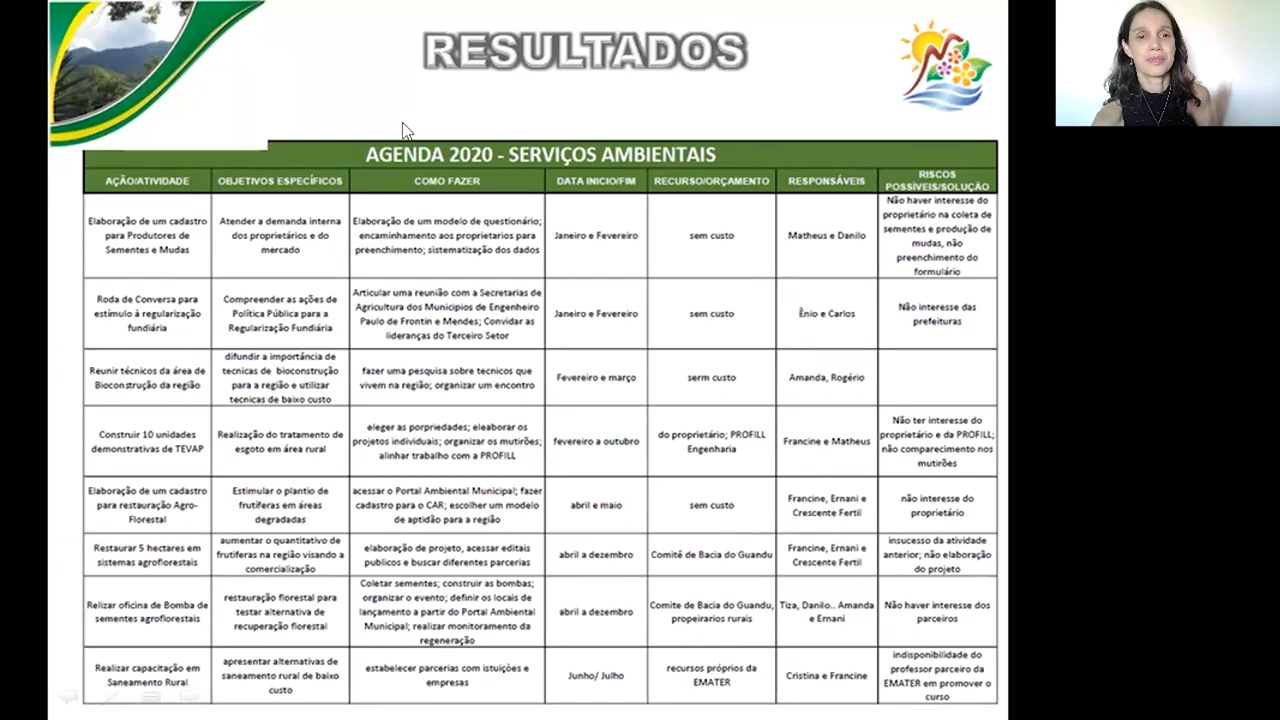 RESULTADOS
AGENDA 2020 - SERVIÇOS AMBIENTAIS
AÇÃO/ATIVIDADE
OBJETIVOS ESPECÍFICOS
COMO FAZER
DATA INICIO/FIM
RECURSO/ORÇAMENTO
RESPONSÁVEIS
RISCOS
POSSÍVEIS/SOLUÇÃO
Elaboração de um cadastro
para Produtores de
Sementes e Mudas
Atender a demanda interna
dos proprietários e do
mercado
Elaboração de um modelo de questionário;
encaminhamento aos proprietarios para
preenchimento; sistematização dos dados
Janeiro e Fevereiro
sem custo
Matheus e Danilo
Não haver interesse do
proprietário na coleta de
sementes e produção de
mudas, não
preenchimento do
formulário
Roda de Conversa para
estímulo à regularização
fundiária
Compreender as ações de
Política Pública para a
Regularização Fundiária
Articular uma reunião com a Secretarias de
Agricultura dos Municipios de Engenheiro
Paulo de Frontin e Mendes; Convidar as
lideranças do Terceiro Setor
Janeiro e Fevereiro
sem custo
Ênio e Carlos
Não interesse das
prefeituras
Reunir técnicos da área de
Bioconstrução da região
difundir a importância de
tecnicas de bioconstrução
para a região e utilizar
tecnicas de baixo custo
fazer uma pesquisa sobre tecnicos que
vivem na região; organizar um encontro
Fevereiro e março
serm custo
Amanda, Rogério
Construir 10 unidades
demonstrativas de TEVAP
Realização do tratamento de
esgoto em área rural
eleger as porpriedades; eleaborar os
projetos individuais; organizar os mutirões;
alinhar trabalho com a PROFILL
fevereiro a outubro
do proprietário; PROFILL
Engenharia
Francine e Matheus
Não ter interesse do
proprietário e da PROFILL;
não comparecimento nos
mutirões
Elaboração de um cadastro
para restauração Agro-
Florestal
Estimular o plantio de
frutíferas em áreas
degradadas
acessar o Portal Ambiental Municipal; fazer
cadastro para o CAR; escolher um modelo
de aptidão para a região
abril e maio
sem custo
Francine, Ernani e
Crescente Fertil
não interesse do
proprietário
Restaurar 5 hectares em
sistemas agroflorestais
aumentar o quantitativo de
frutiferas na região visando a
comercialização
elaboração de projeto, acessar editais
publicos e buscar diferentes parcerias
abril a dezembro
Comitê de Bacia do Guandu
Francine, Ernani e
Crescente Fertil
insucesso da atividade
anterior; não elaboração
do projeto
Relizar oficina de Bomba de
sementes agroflorestais
restauração florestal para
testar alternativa de
recuperação florestal
Coletar sementes; construir as bombas;
organizar o evento; definir os locais de
lançamento a partir do Portal Ambiental
Municipal; realizar monitoramento da
regeneração
abril a dezembro
Comite de Bacia do Guandu,
propeirarios rurais
Tiza, Danilo.. Amanda
e Ernani
Não haver interesse dos
parceiros
Realizar capacitação em
Saneamento Rural
apresentar alternativas de
saneamento rural de baixo
custo
estabelecer parcerias com istuições e
empresas
Junho/ Julho
recursos próprios da
EMATER
Cristina e Francine
indisponibilidade do
professor parceiro da
EMATER em promover o
curso